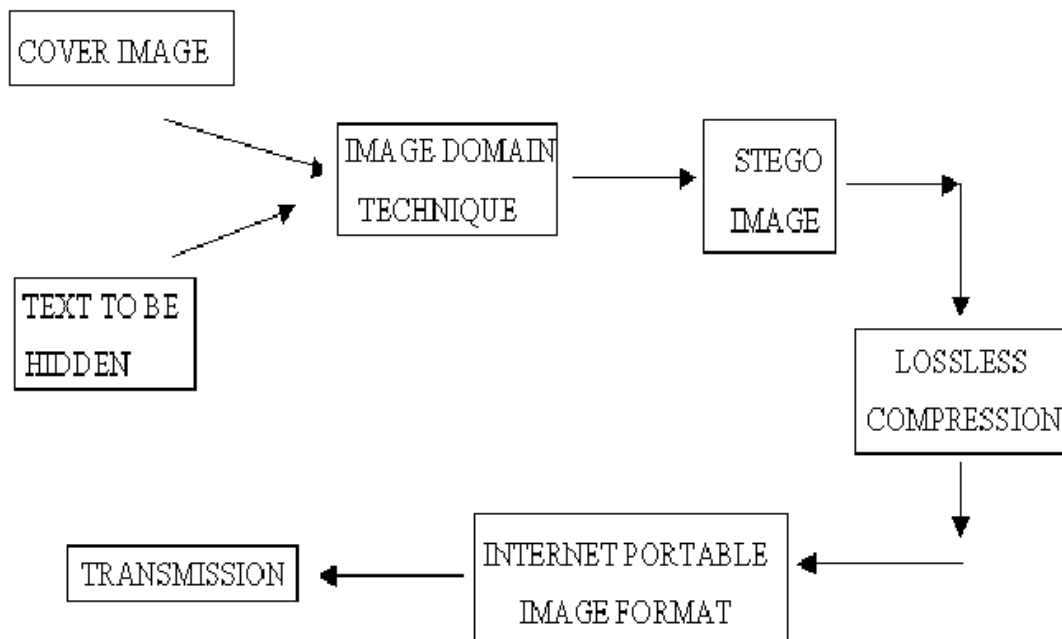 COVER IMAGE
IMAGE DOMAIN
TECHNIQUE
STEGO
IMAGE
TEXT TO BE
HIDDEN
LOSSLESS
COMPRESSION
INTERNET PORTABLE
IMAGE FORMAT
TRANSMISSION